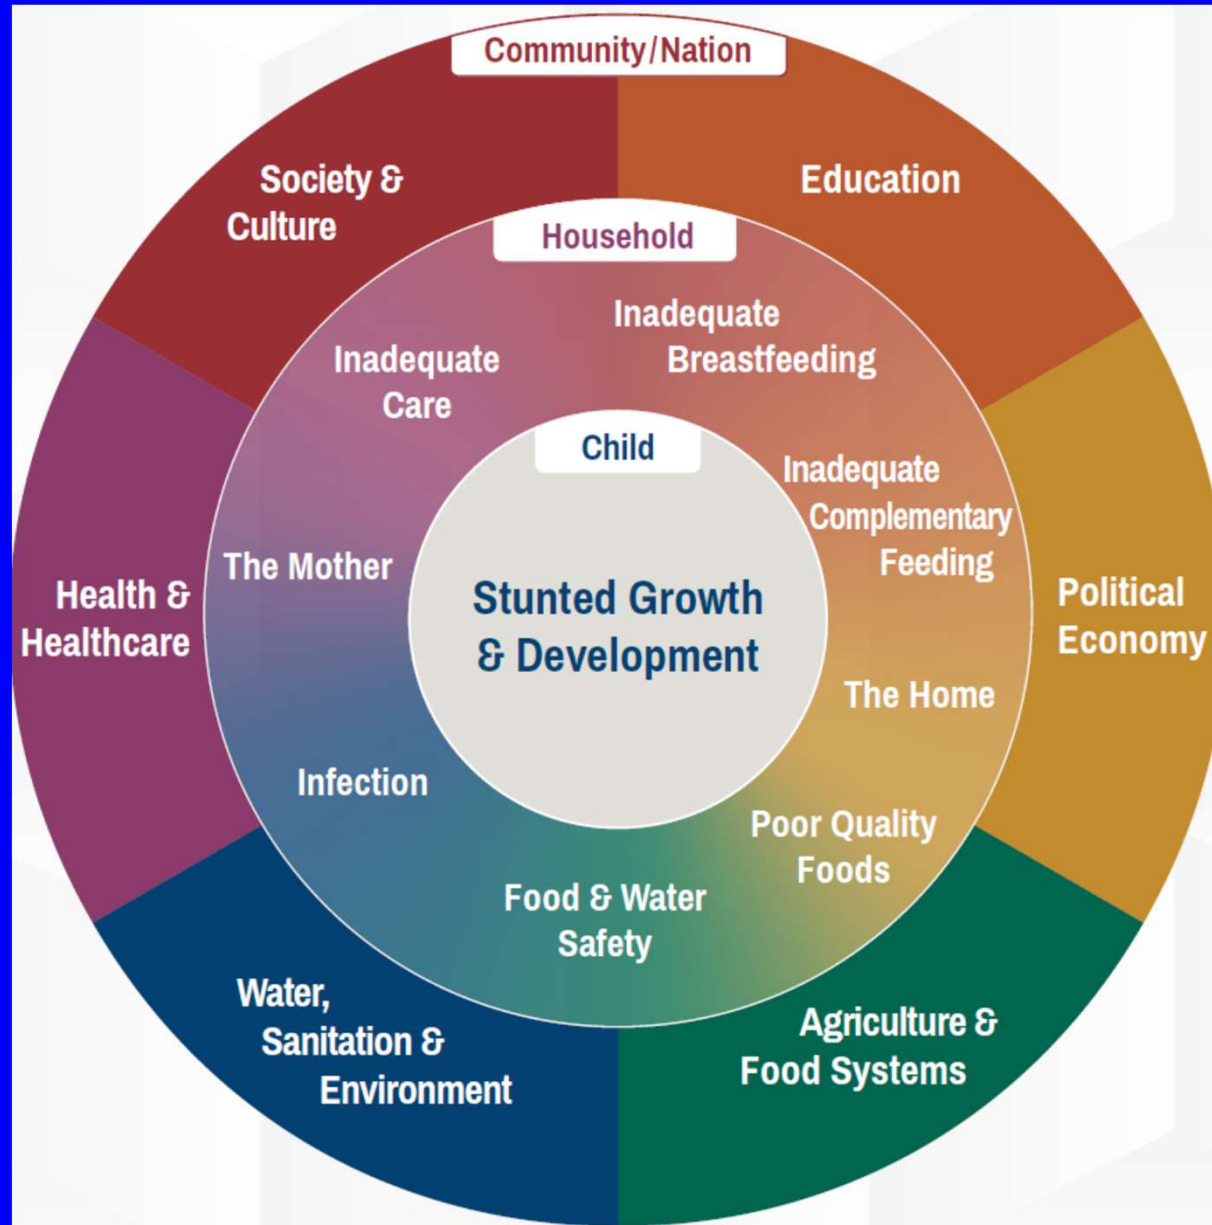 Community/Nation
Society &
Culture
Education
Household
Inadequate
Breastfeeding
Inadequate
Care
Child
Inadequate
Complementary
Feeding
The Mother
Stunted Growth
& Development
Health &
Healthcare
Political
Economy
The Home
Infection
Poor Quality
Foods
Food & Water
Safety
Water,
Sanitation &
Environment
Agriculture &
Food Systems